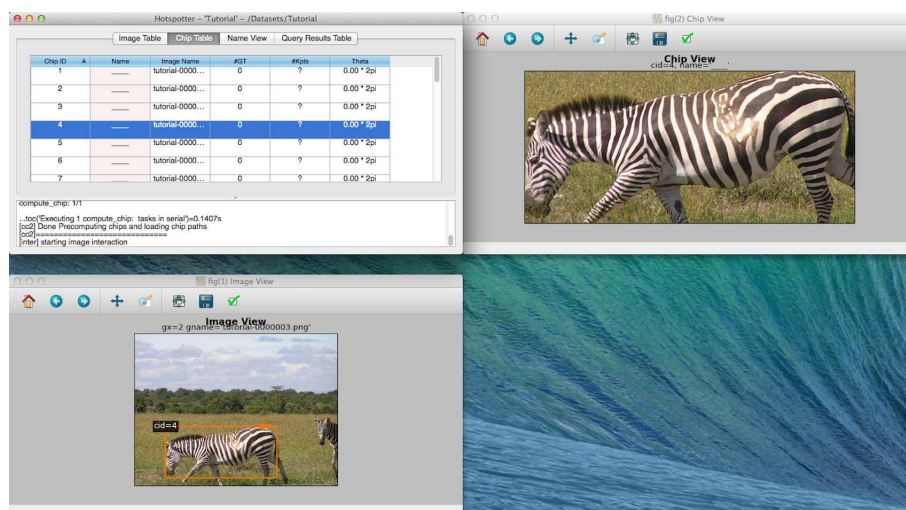 Hotspotter - 'Tutorial' - /Datasets/Tutorial
Image Table Chip Table Name View Query Results Table
Chip ID Name Image Name #GT #Kpts Theta
1 ____ tutorial-0000... 0 ? 0.00 * 2pi
2 ____ tutorial-0000... 0 ? 0.00 * 2pi
3 ____ tutorial-0000... 0 ? 0.00 * 2pi
4 ____ tutorial-0000... 0 ? 0.00 * 2pi
5 ____ tutorial-0000... 0 ? 0.00 * 2pi
6 ____ tutorial-0000... 0 ? 0.00 * 2pi
7 ____ tutorial-0000... 0 ? 0.00 * 2pi
compute_chip: 1/1
...toc('Executing 1 compute_chip: tasks in serial')=0.1407s
[cc2] Done Precomputing chips and loading chip paths
[cc2]=============================
[inter] starting image interaction
fig(2) Chip View
Chip View
cid=4, name='____'
fig(1) Image View
Image View
gx=2 gname='tutorial-0000003.png'
cid=4